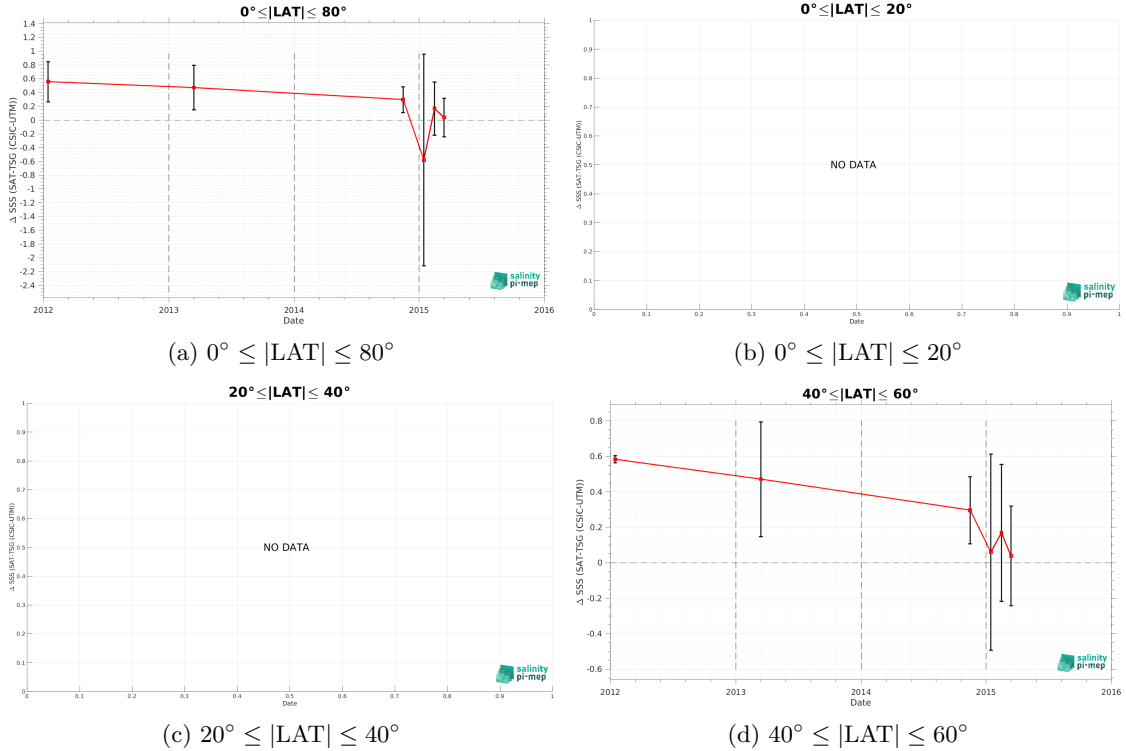 0°≤|LAT|≤ 80°
Δ SSS (SAT-TSG (CSIC-UTM))
1.4
1.2
1
0.8
0.6
0.4
0.2
0
-0.2
-0.4
-0.6
-0.8
-1
-1.2
-1.4
-1.6
-1.8
-2
-2.2
-2.4
2012 2013 2014 2015 2016
Date
salinity
pi-mep
(a) 0° ≤ |LAT| ≤ 80°
0°≤|LAT|≤ 20°
Δ SSS (SAT-TSG (CSIC-UTM))
1
0.9
0.8
0.7
0.6
0.5
0.4
0.3
0.2
0.1
0
NO DATA
0 0.1 0.2 0.3 0.4 0.5 0.6 0.7 0.8 0.9 1
Date
salinity
pi-mep
(b) 0° ≤ |LAT| ≤ 20°
20°≤|LAT|≤ 40°
Δ SSS (SAT-TSG (CSIC-UTM))
1
0.9
0.8
0.7
0.6
0.5
0.4
0.3
0.2
0.1
0
NO DATA
0 0.1 0.2 0.3 0.4 0.5 0.6 0.7 0.8 0.9 1
Date
salinity
pi-mep
(c) 20° ≤ |LAT| ≤ 40°
40°≤|LAT|≤ 60°
Δ SSS (SAT-TSG (CSIC-UTM))
0.8
0.6
0.4
0.2
0
-0.2
-0.4
-0.6
2012 2013 2014 2015 2016
Date
salinity
pi-mep
(d) 40° ≤ |LAT| ≤ 60°